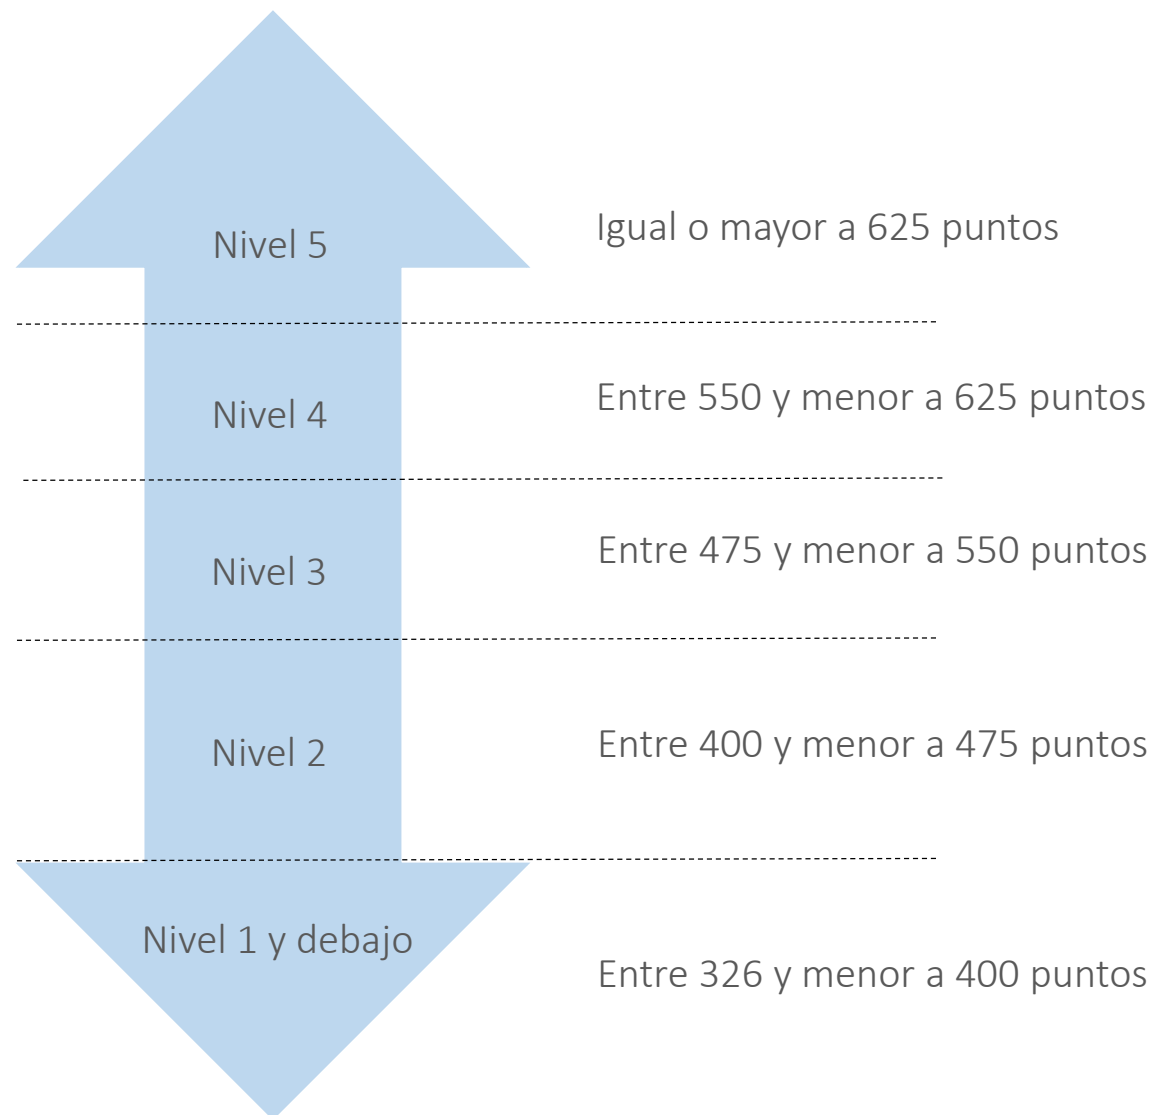 Nivel 5
Igual o mayor a 625 puntos
Nivel 4
Entre 550 y menor a 625 puntos
Nivel 3
Entre 475 y menor a 550 puntos
Nivel 2
Entre 400 y menor a 475 puntos
Nivel 1 y debajo
Entre 326 y menor a 400 puntos